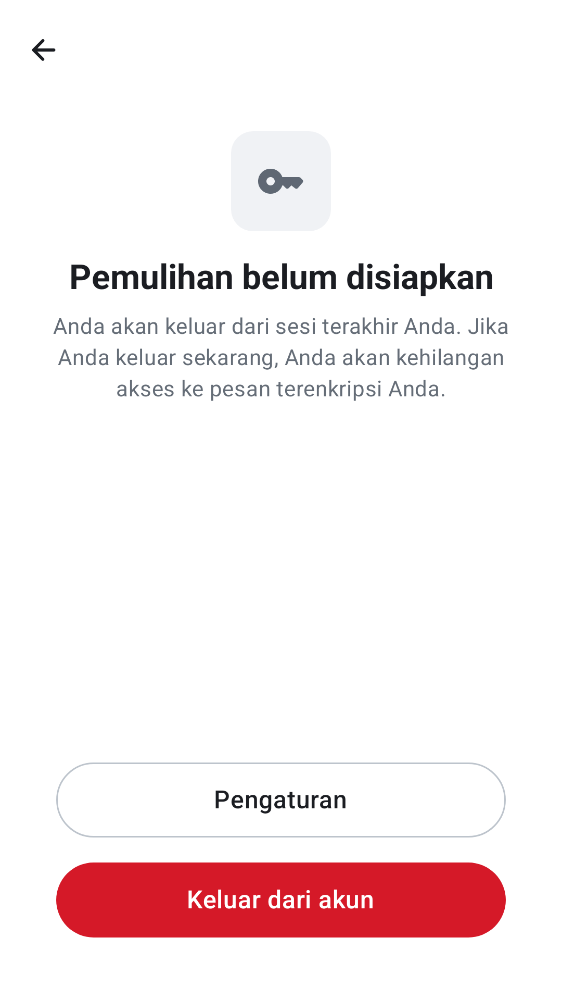 Pemulihan belum disiapkan
Anda akan keluar dari sesi terakhir Anda. Jika
Anda keluar sekarang, Anda akan kehilangan
akses ke pesan terenkripsi Anda.
Pengaturan
Keluar dari akun